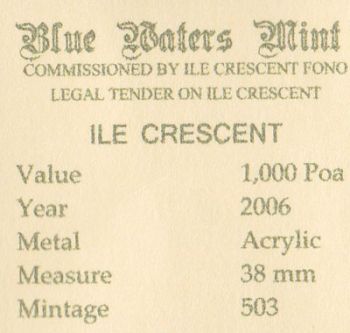 Blue Waters Mint
COMMISSIONED BY ILE CRESCENT FONO
LEGAL TENDER ON ILE CRESCENT
ILE CRESCENT
Value 1,000 Poa
Year 2006
Metal Acrylic
Measure 38 mm
Mintage 503